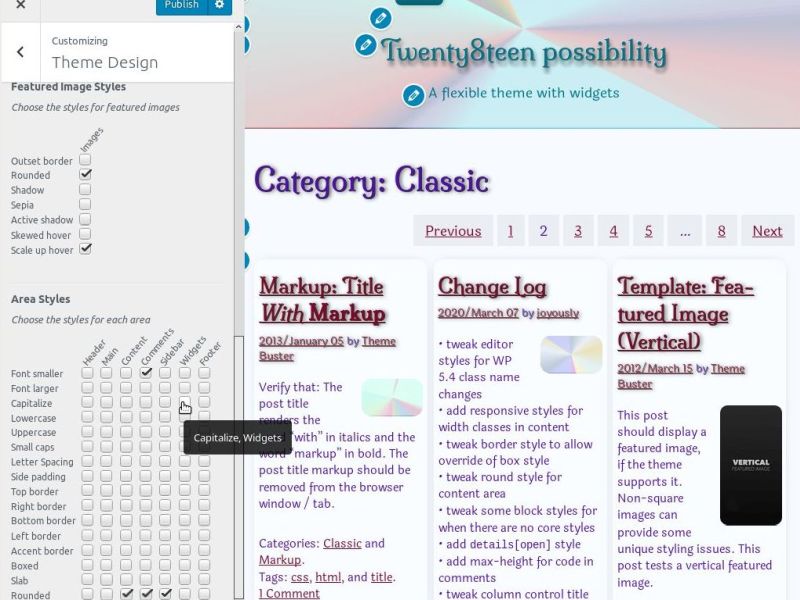 Publish
Customizing
Theme Design
Featured Image Styles
Choose the styles for featured images
Images
Outset border
Rounded
Shadow
Sepia
Active shadow
Skewed hover
Scale up hover
Area Styles
Choose the styles for each area
Header Main Content Comments Sidebar Widgets Footer
Font smaller
Font larger
Capitalize
Lowercase
Uppercase
Small caps
Letter Spacing
Side padding
Top border
Right border
Bottom border
Left border
Accent border
Boxed
Slab
Rounded
Capitalize, Widgets
Twenty8teen possibility
A flexible theme with widgets
Category: Classic
Previous 1 2 3 4 5 … 8 Next
Markup: Title
With Markup
2013/January 05 by Theme
Buster
Verify that: The
post title
renders the
word "with" in italics and the
word "markup" in bold. The
post title markup should be
removed from the browser
window / tab.
Categories: Classic and
Markup.
Tags: css, html, and title.
1 Comment
Change Log
2020/March 07 by joyously
• tweak editor
styles for WP
5.4 class name
changes
• add responsive styles for
width classes in content
• tweak border style to allow
override of box style
• tweak round style for
content area
• tweak some block styles for
when there are no core styles
• add details[open] style
• add max-height for code in
comments
• tweak column control title
Template: Fea-
tured Image
(Vertical)
2012/March 15 by Theme
Buster
This post
should display a
featured image,
if the theme
supports it.
Non-square
images can
provide some
unique styling issues. This
post tests a vertical featured
image.
VERTICAL
FEATURED IMAGE